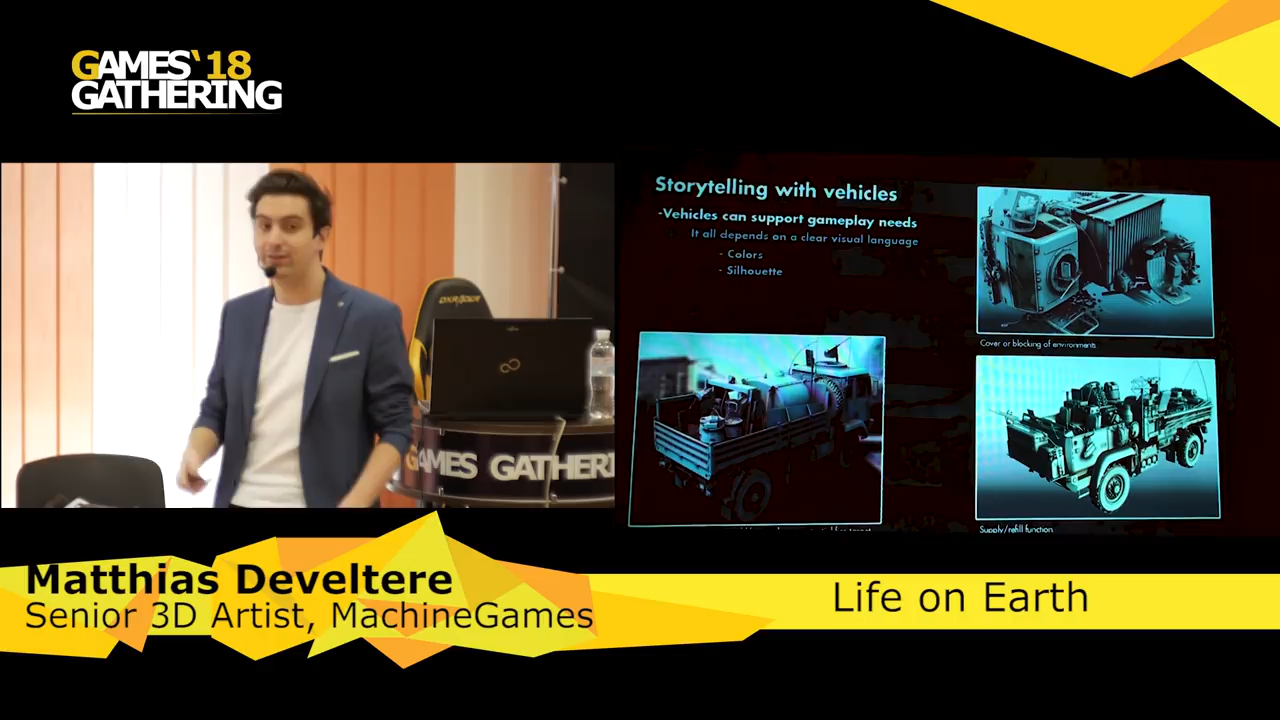 GAMES‘18
GATHERING
Storytelling with vehicles
-Vehicles can support gameplay needs
It all depends on a clear visual language
- Colors
- Silhouette
Cover or blocking of environments
Supply/refill function
DXRACER
GAMES GATHERI
Matthias Develtere
Senior 3D Artist, MachineGames
Life on Earth